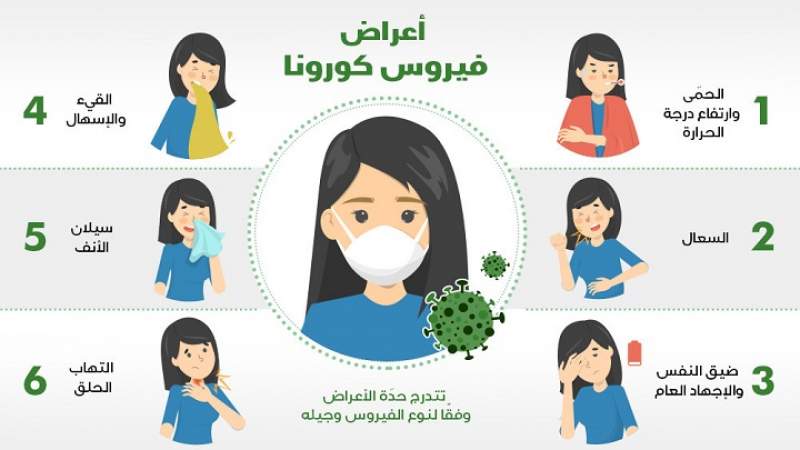 أعراض
فيروس كورونا
1
الحمّى
وارتفاع درجة
الحرارة
2
السعال
3
ضيق النفس
والإجهاد العام
4
القيء
والإسهال
5
سيلان
الأنف
6
التهاب
الحلق
تتدرج حدّة الأعراض
وفقًا لنوع الفيروس وجيله